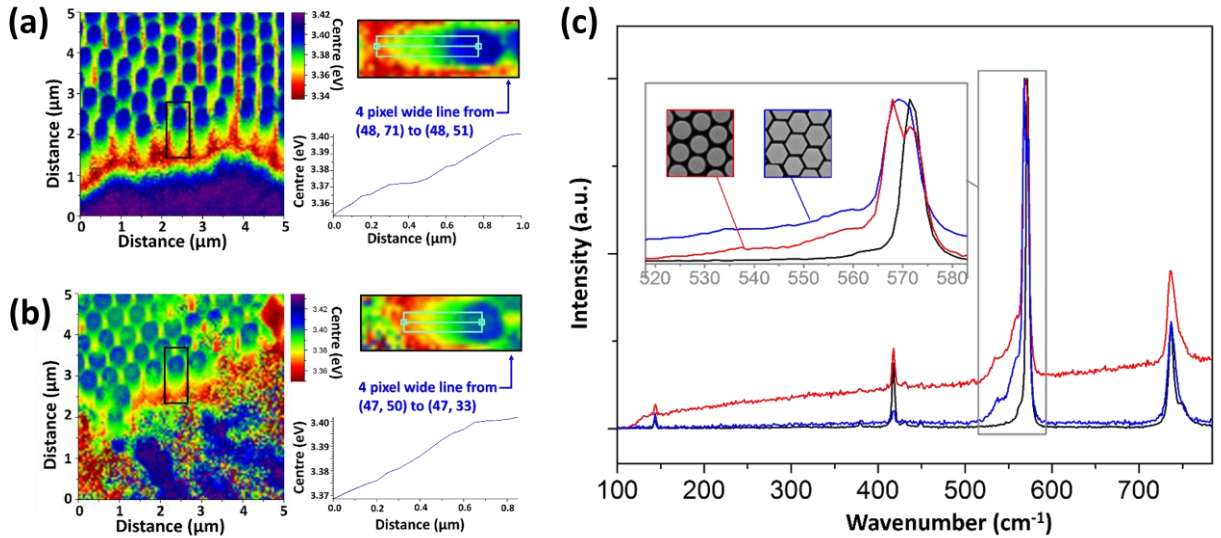 (a)
5
4
3
2
1
0
Distance (µm)
0 1 2 3 4 5
Distance (µm)
3.42
3.40
3.38
3.36
3.34
Centre (eV)
4 pixel wide line from
(48, 71) to (48, 51)
3.40
3.39
3.38
3.37
3.36
Centre (eV)
0.0 0.2 0.4 0.6 0.8 1.0
Distance (µm)
(b)
5
4
3
2
1
0
Distance (µm)
0 1 2 3 4 5
Distance (µm)
3.42
3.40
3.38
3.36
Centre (eV)
4 pixel wide line from
(47, 50) to (47, 33)
3.40
3.39
3.38
3.37
Centre (eV)
0.0 0.2 0.4 0.6 0.8
Distance (µm)
(c)
Intensity (a.u.)
520 530 540 550 560 570 580
100 200 300 400 500 600 700
Wavenumber (cm⁻¹)